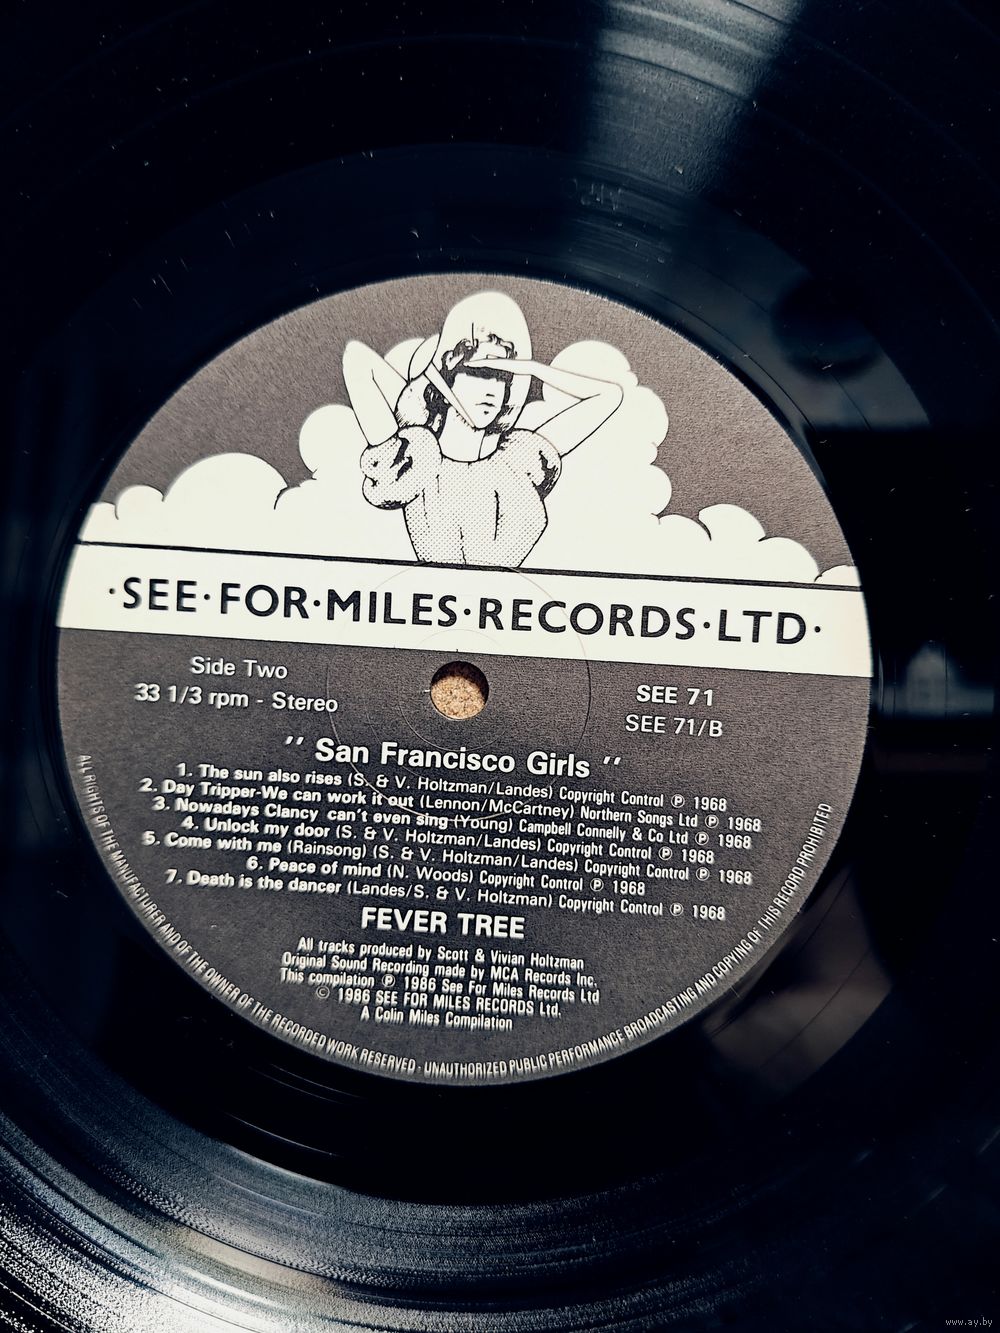 ·SEE·FOR·MILES·RECORDS·LTD·
Side Two
33 1/3 rpm - Stereo
SEE 71
SEE 71/B
" San Francisco Girls "
1. The sun also rises (S. & V. Holtzman/Landes) Copyright Control ℗ 1968
2. Day Tripper-We can work it out (Lennon/McCartney) Northern Songs Ltd ℗ 1968
3. Nowadays Clancy can't even sing (Young) Campbell Connelly & Co Ltd ℗ 1968
4. Unlock my door (S. & V. Holtzman/Landes) Copyright Control ℗ 1968
5. Come with me (Rainsong) (S. & V. Holtzman/Landes) Copyright Control ℗ 1968
6. Peace of mind (N. Woods) Copyright Control ℗ 1968
7. Death is the dancer (Landes/S. & V. Holtzman) Copyright Control ℗ 1968
FEVER TREE
All tracks produced by Scott & Vivian Holtzman
Original Sound Recording made by MCA Records Inc.
This compilation ℗ 1986 See For Miles Records Ltd
© 1986 SEE FOR MILES RECORDS Ltd.
A Colin Miles Compilation
ALL RIGHTS OF THE MANUFACTURER AND OF THE OWNER OF THE RECORDED WORK RESERVED · UNAUTHORIZED PUBLIC PERFORMANCE BROADCASTING AND COPYING OF THIS RECORD PROHIBITED
www.ay.by